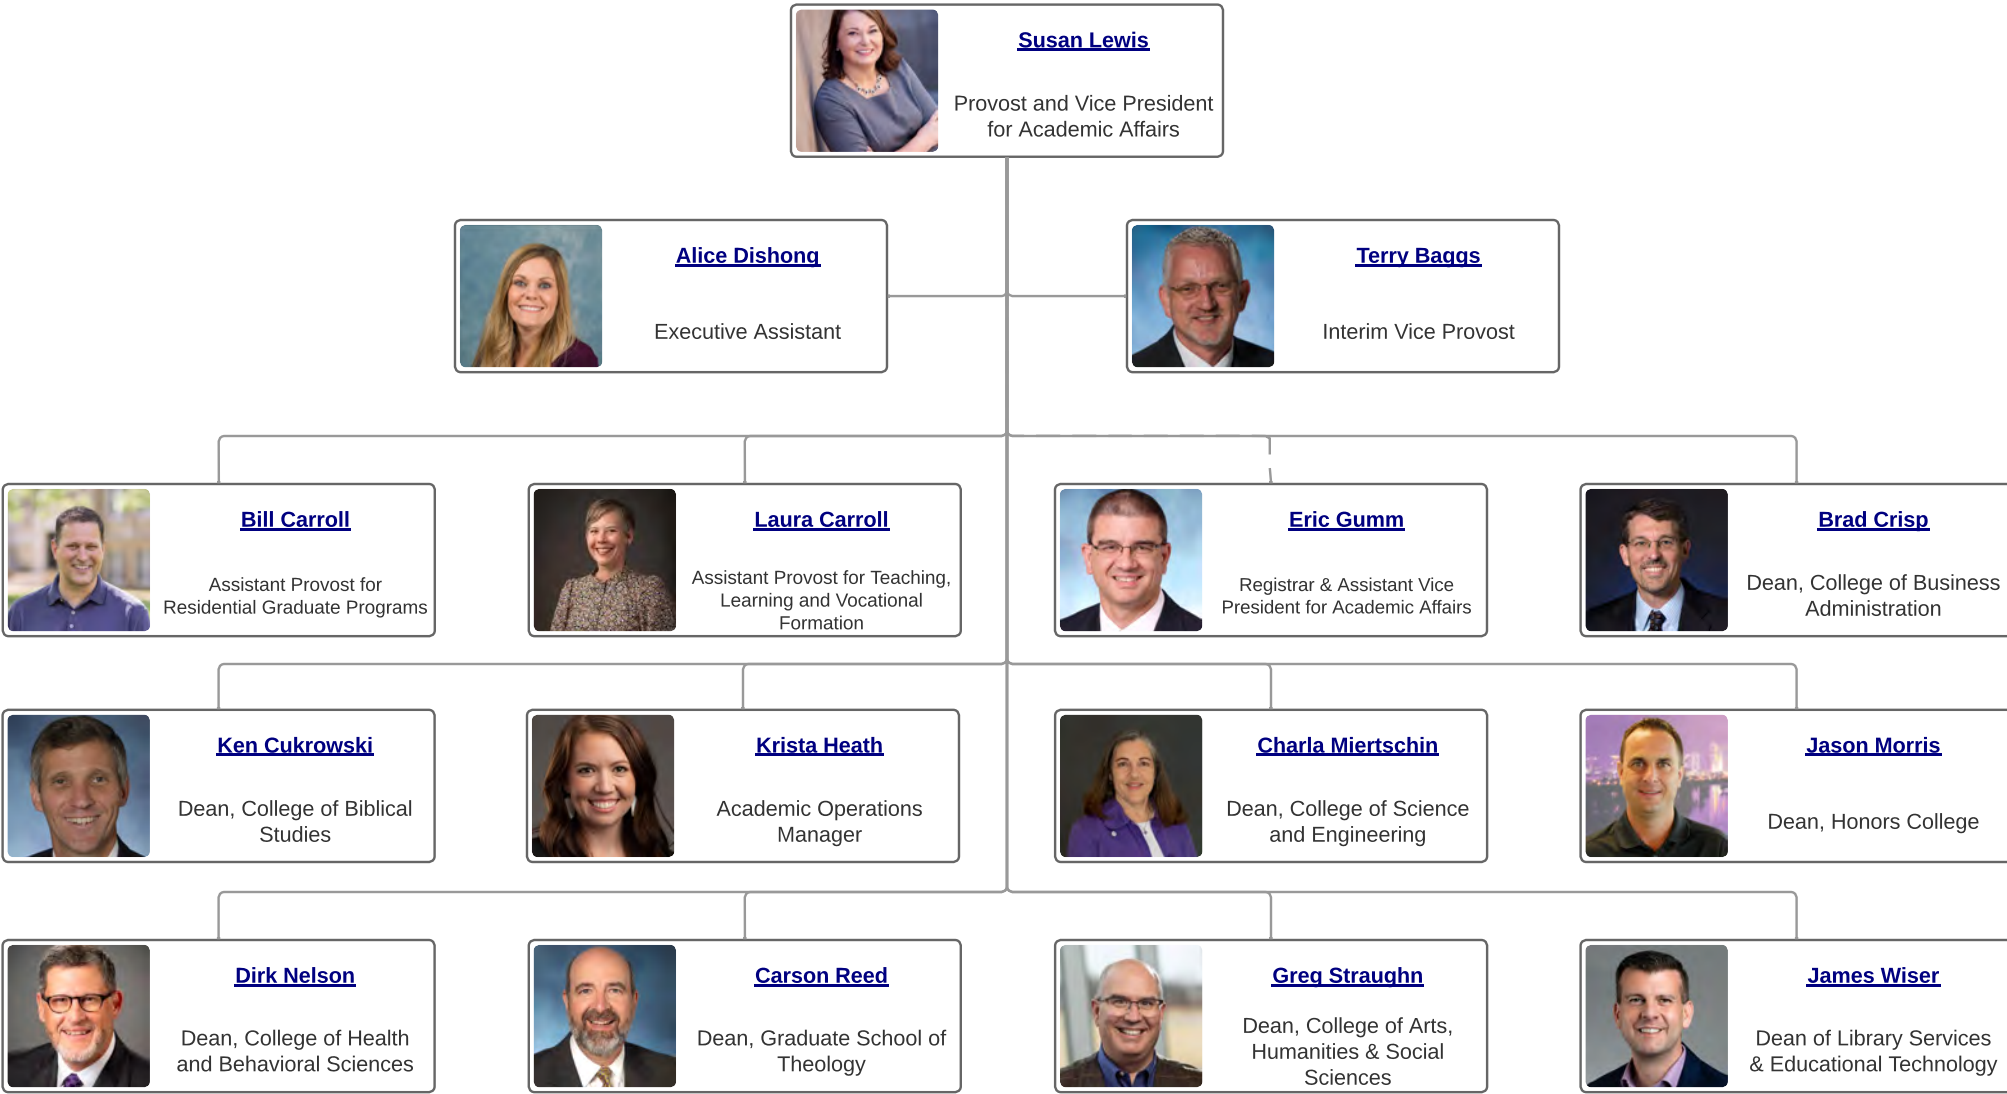 Susan Lewis
Provost and Vice President
for Academic Affairs
Alice Dishong
Executive Assistant
Terry Baggs
Interim Vice Provost
Bill Carroll
Assistant Provost for
Residential Graduate Programs
Laura Carroll
Assistant Provost for Teaching,
Learning and Vocational
Formation
Eric Gumm
Registrar & Assistant Vice
President for Academic Affairs
Brad Crisp
Dean, College of Business
Administration
Ken Cukrowski
Dean, College of Biblical
Studies
Krista Heath
Academic Operations
Manager
Charla Miertschin
Dean, College of Science
and Engineering
Jason Morris
Dean, Honors College
Dirk Nelson
Dean, College of Health
and Behavioral Sciences
Carson Reed
Dean, Graduate School of
Theology
Greg Straughn
Dean, College of Arts,
Humanities & Social
Sciences
James Wiser
Dean of Library Services
& Educational Technology